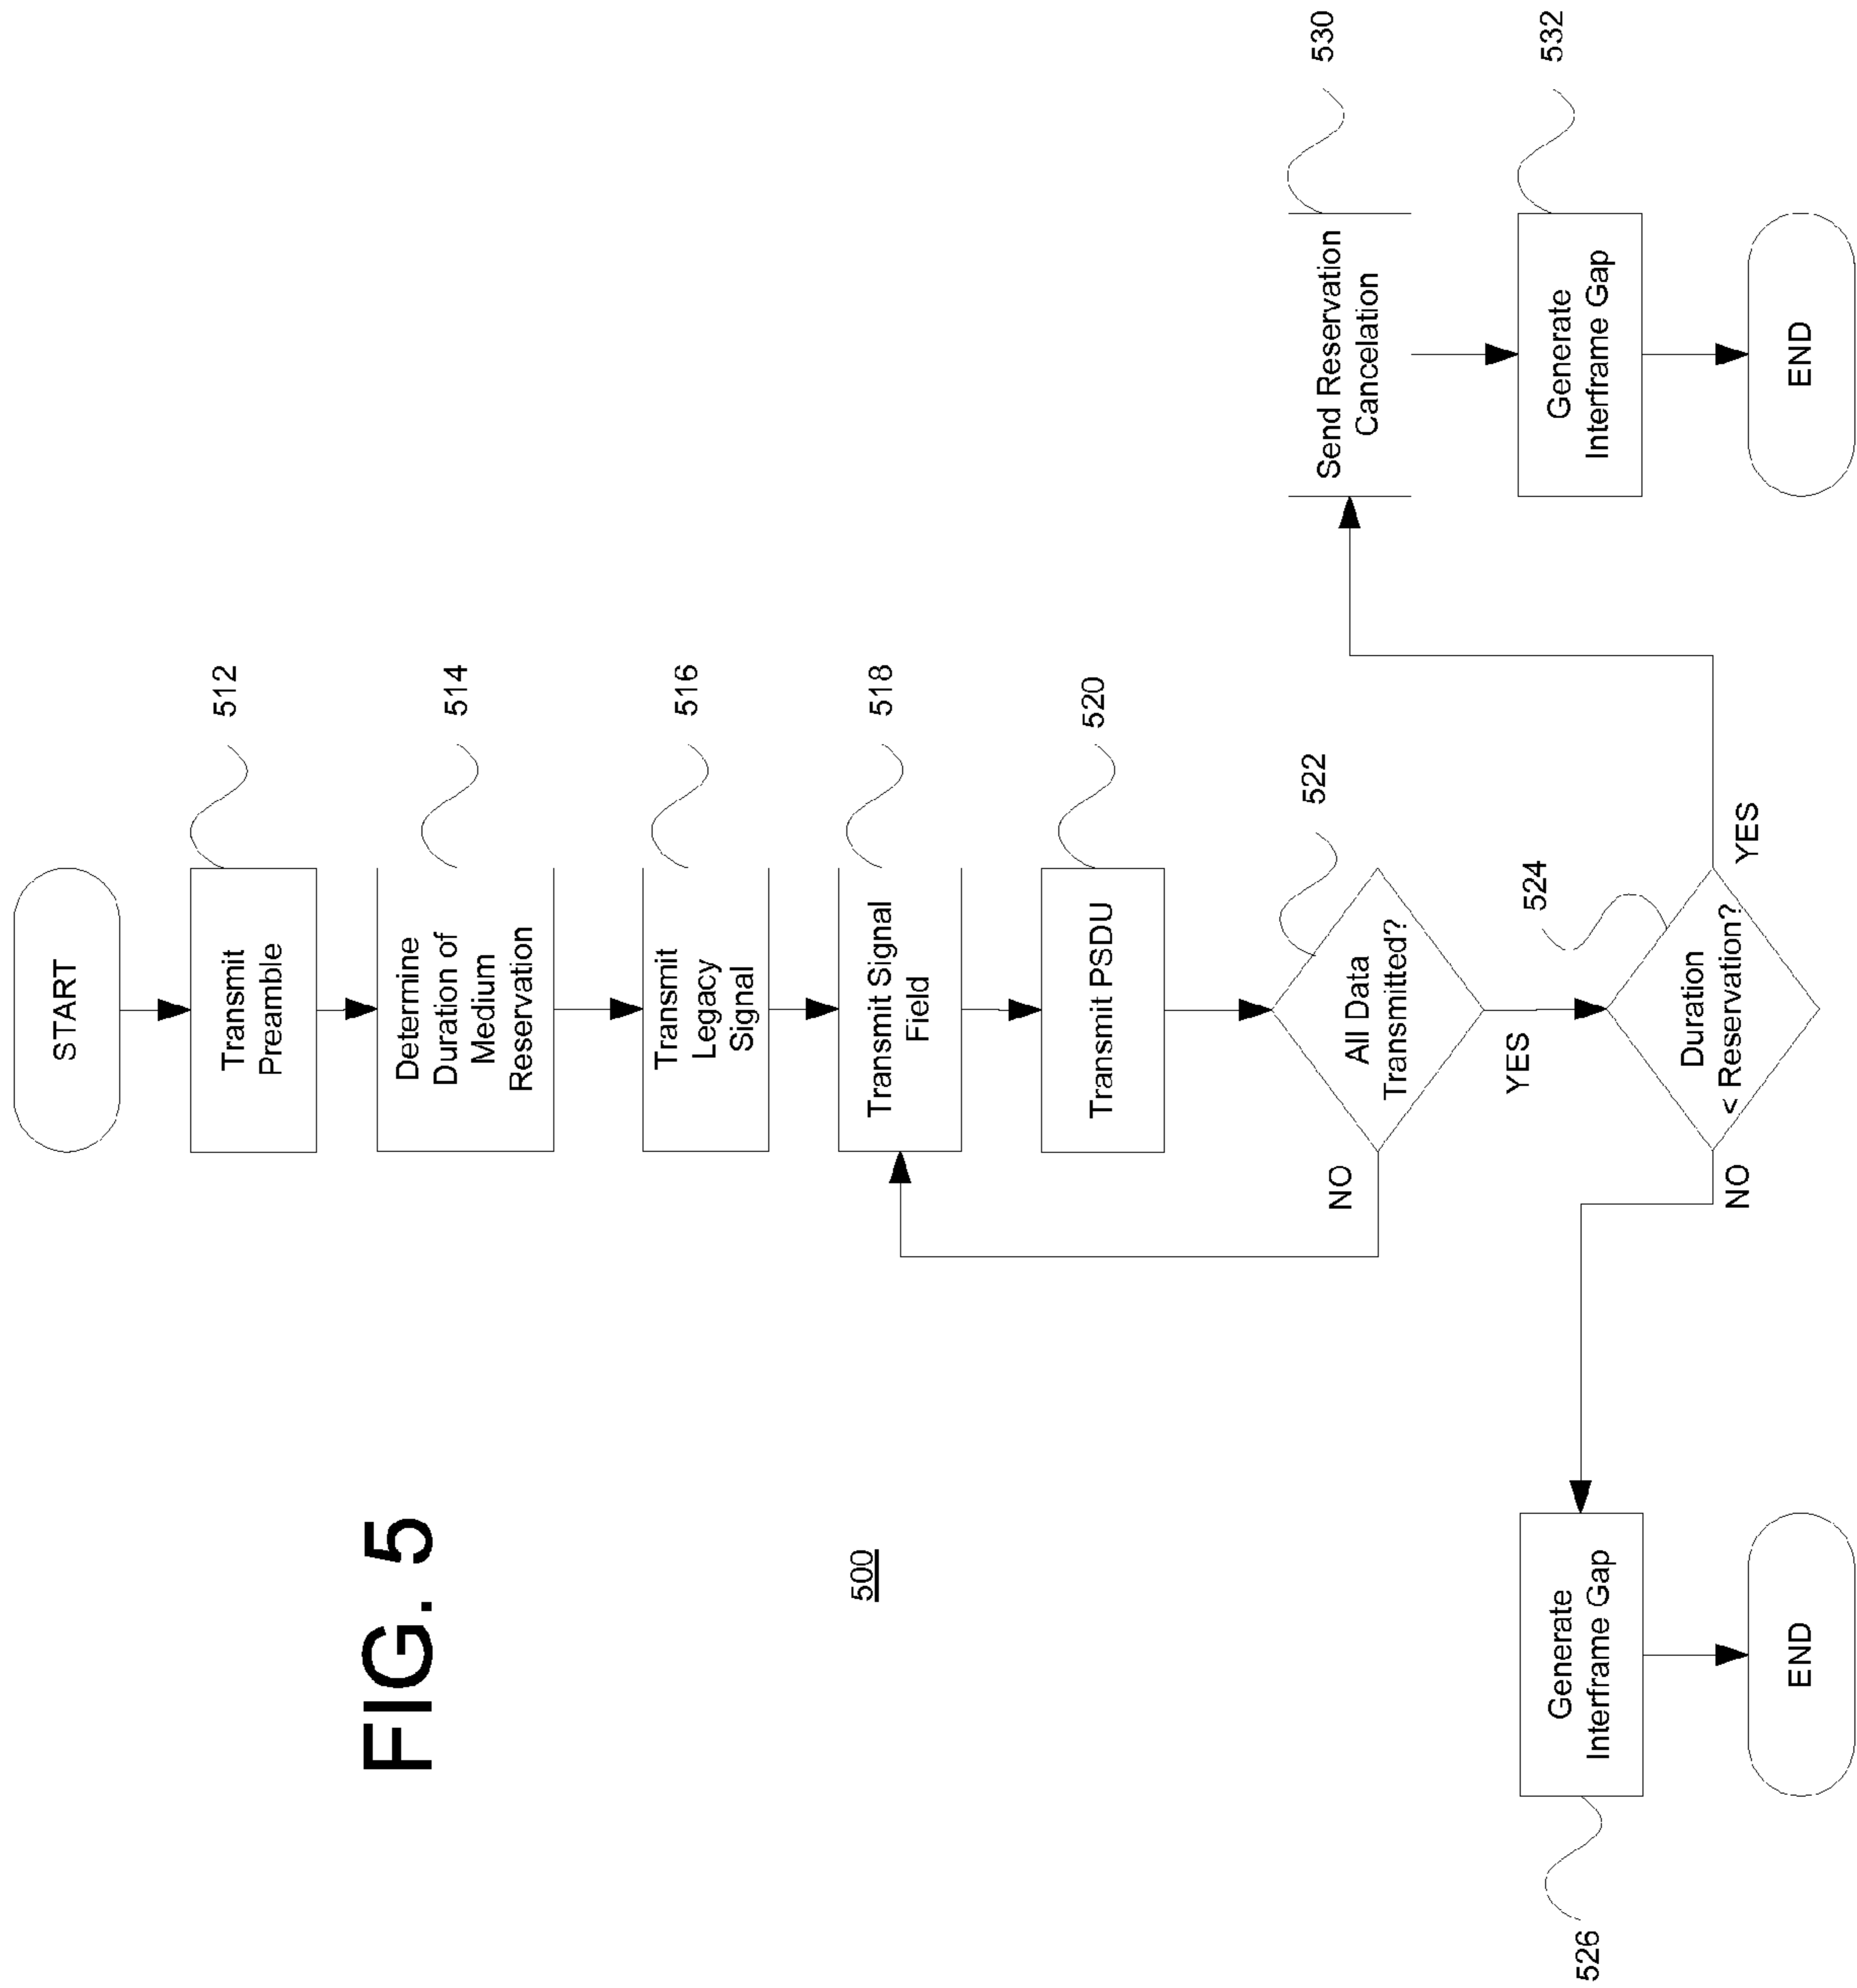 START
Transmit
Preamble
512
Determine
Duration of
Medium
Reservation
514
Transmit
Legacy
Signal
516
Transmit Signal
Field
518
Transmit PSDU
520
All Data
Transmitted?
522
NO
YES
Duration
< Reservation?
524
NO
YES
Generate
Interframe Gap
526
END
Send Reservation
Cancelation
530
Generate
Interframe Gap
532
END
500
FIG. 5